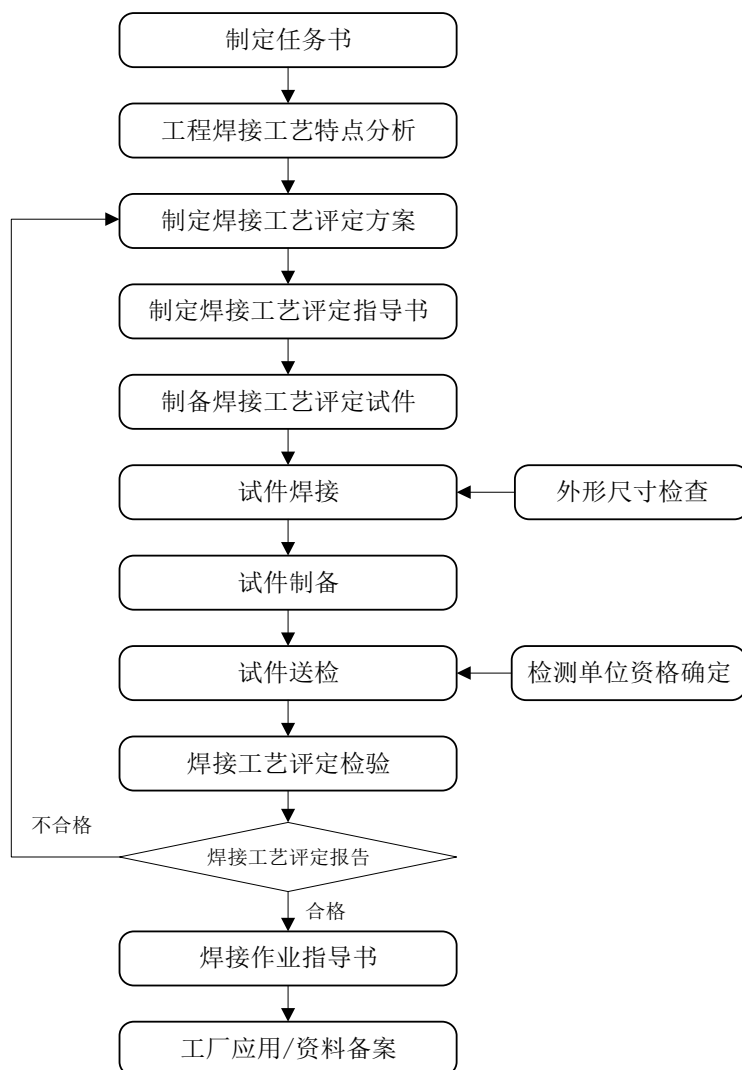 制定任务书
工程焊接工艺特点分析
制定焊接工艺评定方案
制定焊接工艺评定指导书
制备焊接工艺评定试件
试件焊接
外形尺寸检查
试件制备
试件送检
检测单位资格确定
焊接工艺评定检验
不合格
焊接工艺评定报告
合格
焊接作业指导书
工厂应用/资料备案